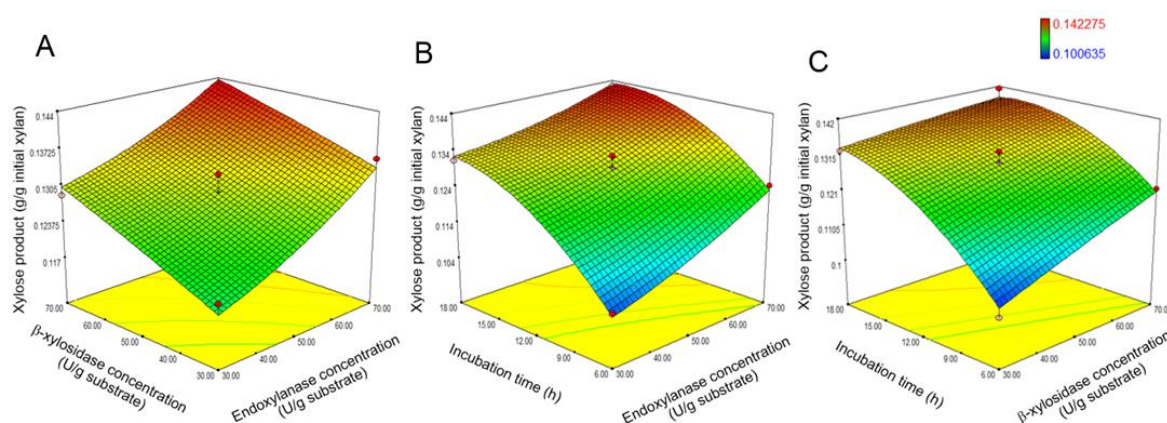 0.142275
0.100635
A
Xylose product (g/g initial xylan)
0.144
0.13725
0.1305
0.12375
0.117
70.00
60.00
50.00
40.00
30.00
β-xylosidase concentration
(U/g substrate)
30.00
40.00
50.00
60.00
70.00
Endoxylanase concentration
(U/g substrate)
B
Xylose product (g/g initial xylan)
0.144
0.134
0.124
0.114
0.104
18.00
15.00
12.00
9.00
6.00
Incubation time (h)
30.00
40.00
50.00
60.00
70.00
Endoxylanase concentration
(U/g substrate)
C
Xylose product (g/g initial xylan)
0.142
0.1315
0.121
0.1105
0.1
18.00
15.00
12.00
9.00
6.00
Incubation time (h)
30.00
40.00
50.00
60.00
70.00
β-xylosidase concentration
(U/g substrate)